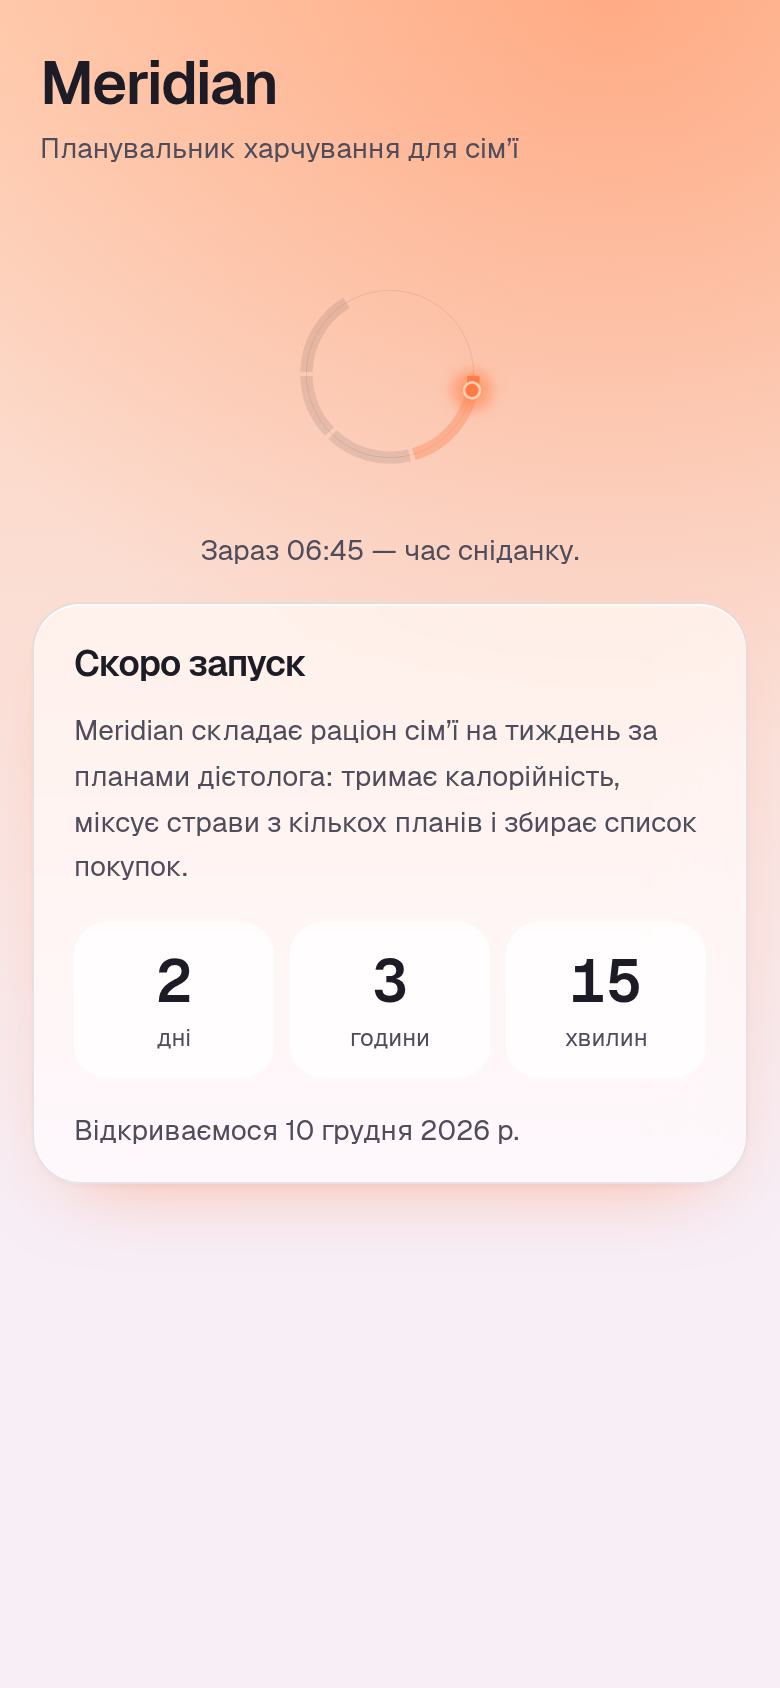 Meridian
Планувальник харчування для сімʼї
Зараз 06:45 — час сніданку.
Скоро запуск
Meridian складає раціон сімʼї на тиждень за
планами дієтолога: тримає калорійність,
міксує страви з кількох планів і збирає список
покупок.
2 3 15
дні години хвилин
Відкриваємося 10 грудня 2026 р.